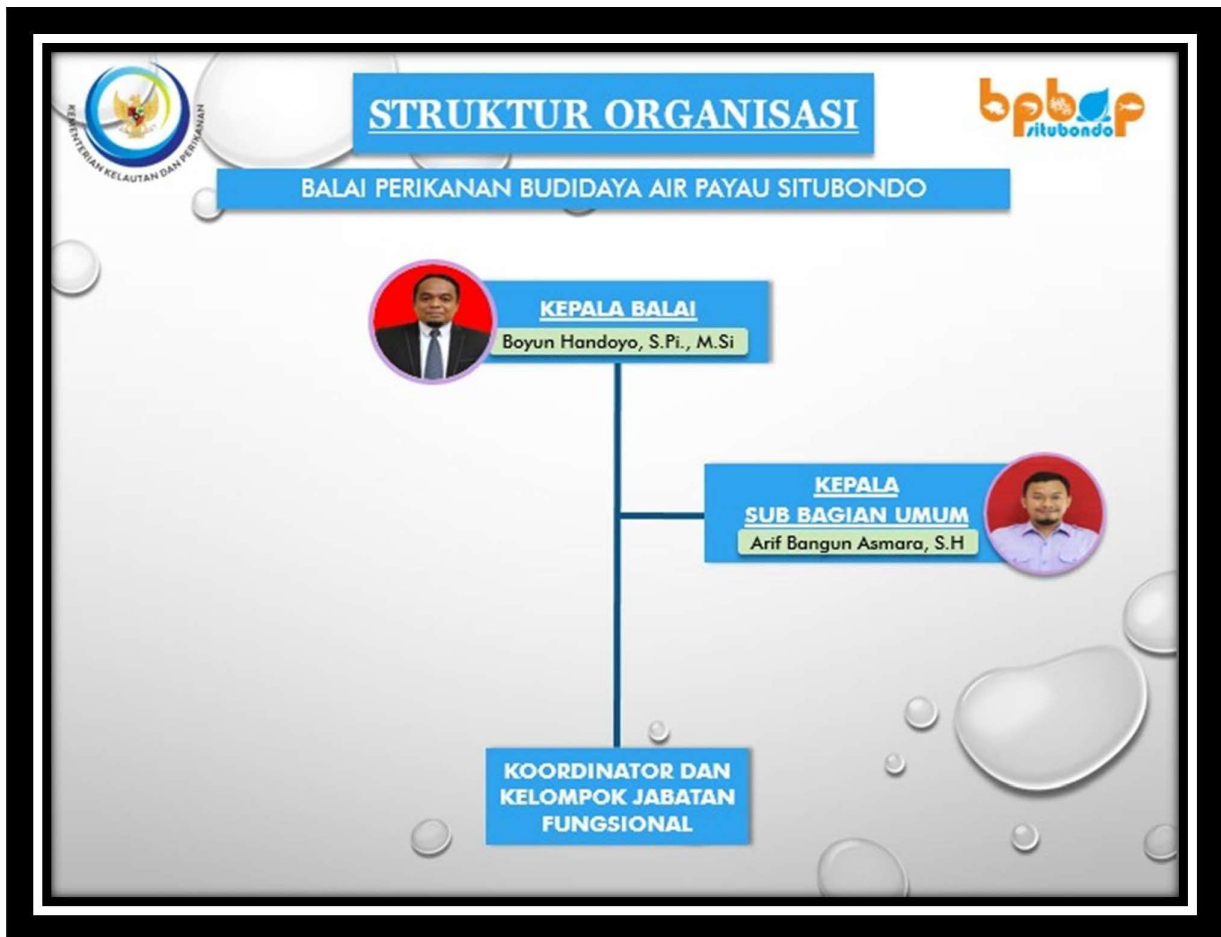 KEMENTERIAN KELAUTAN DAN PERIKANAN
STRUKTUR ORGANISASI
bpbap
situbondo
BALAI PERIKANAN BUDIDAYA AIR PAYAU SITUBONDO
KEPALA BALAI
Boyun Handoyo, S.Pi., M.Si
KEPALA
SUB BAGIAN UMUM
Arif Bangun Asmara, S.H
KOORDINATOR DAN
KELOMPOK JABATAN
FUNGSIONAL